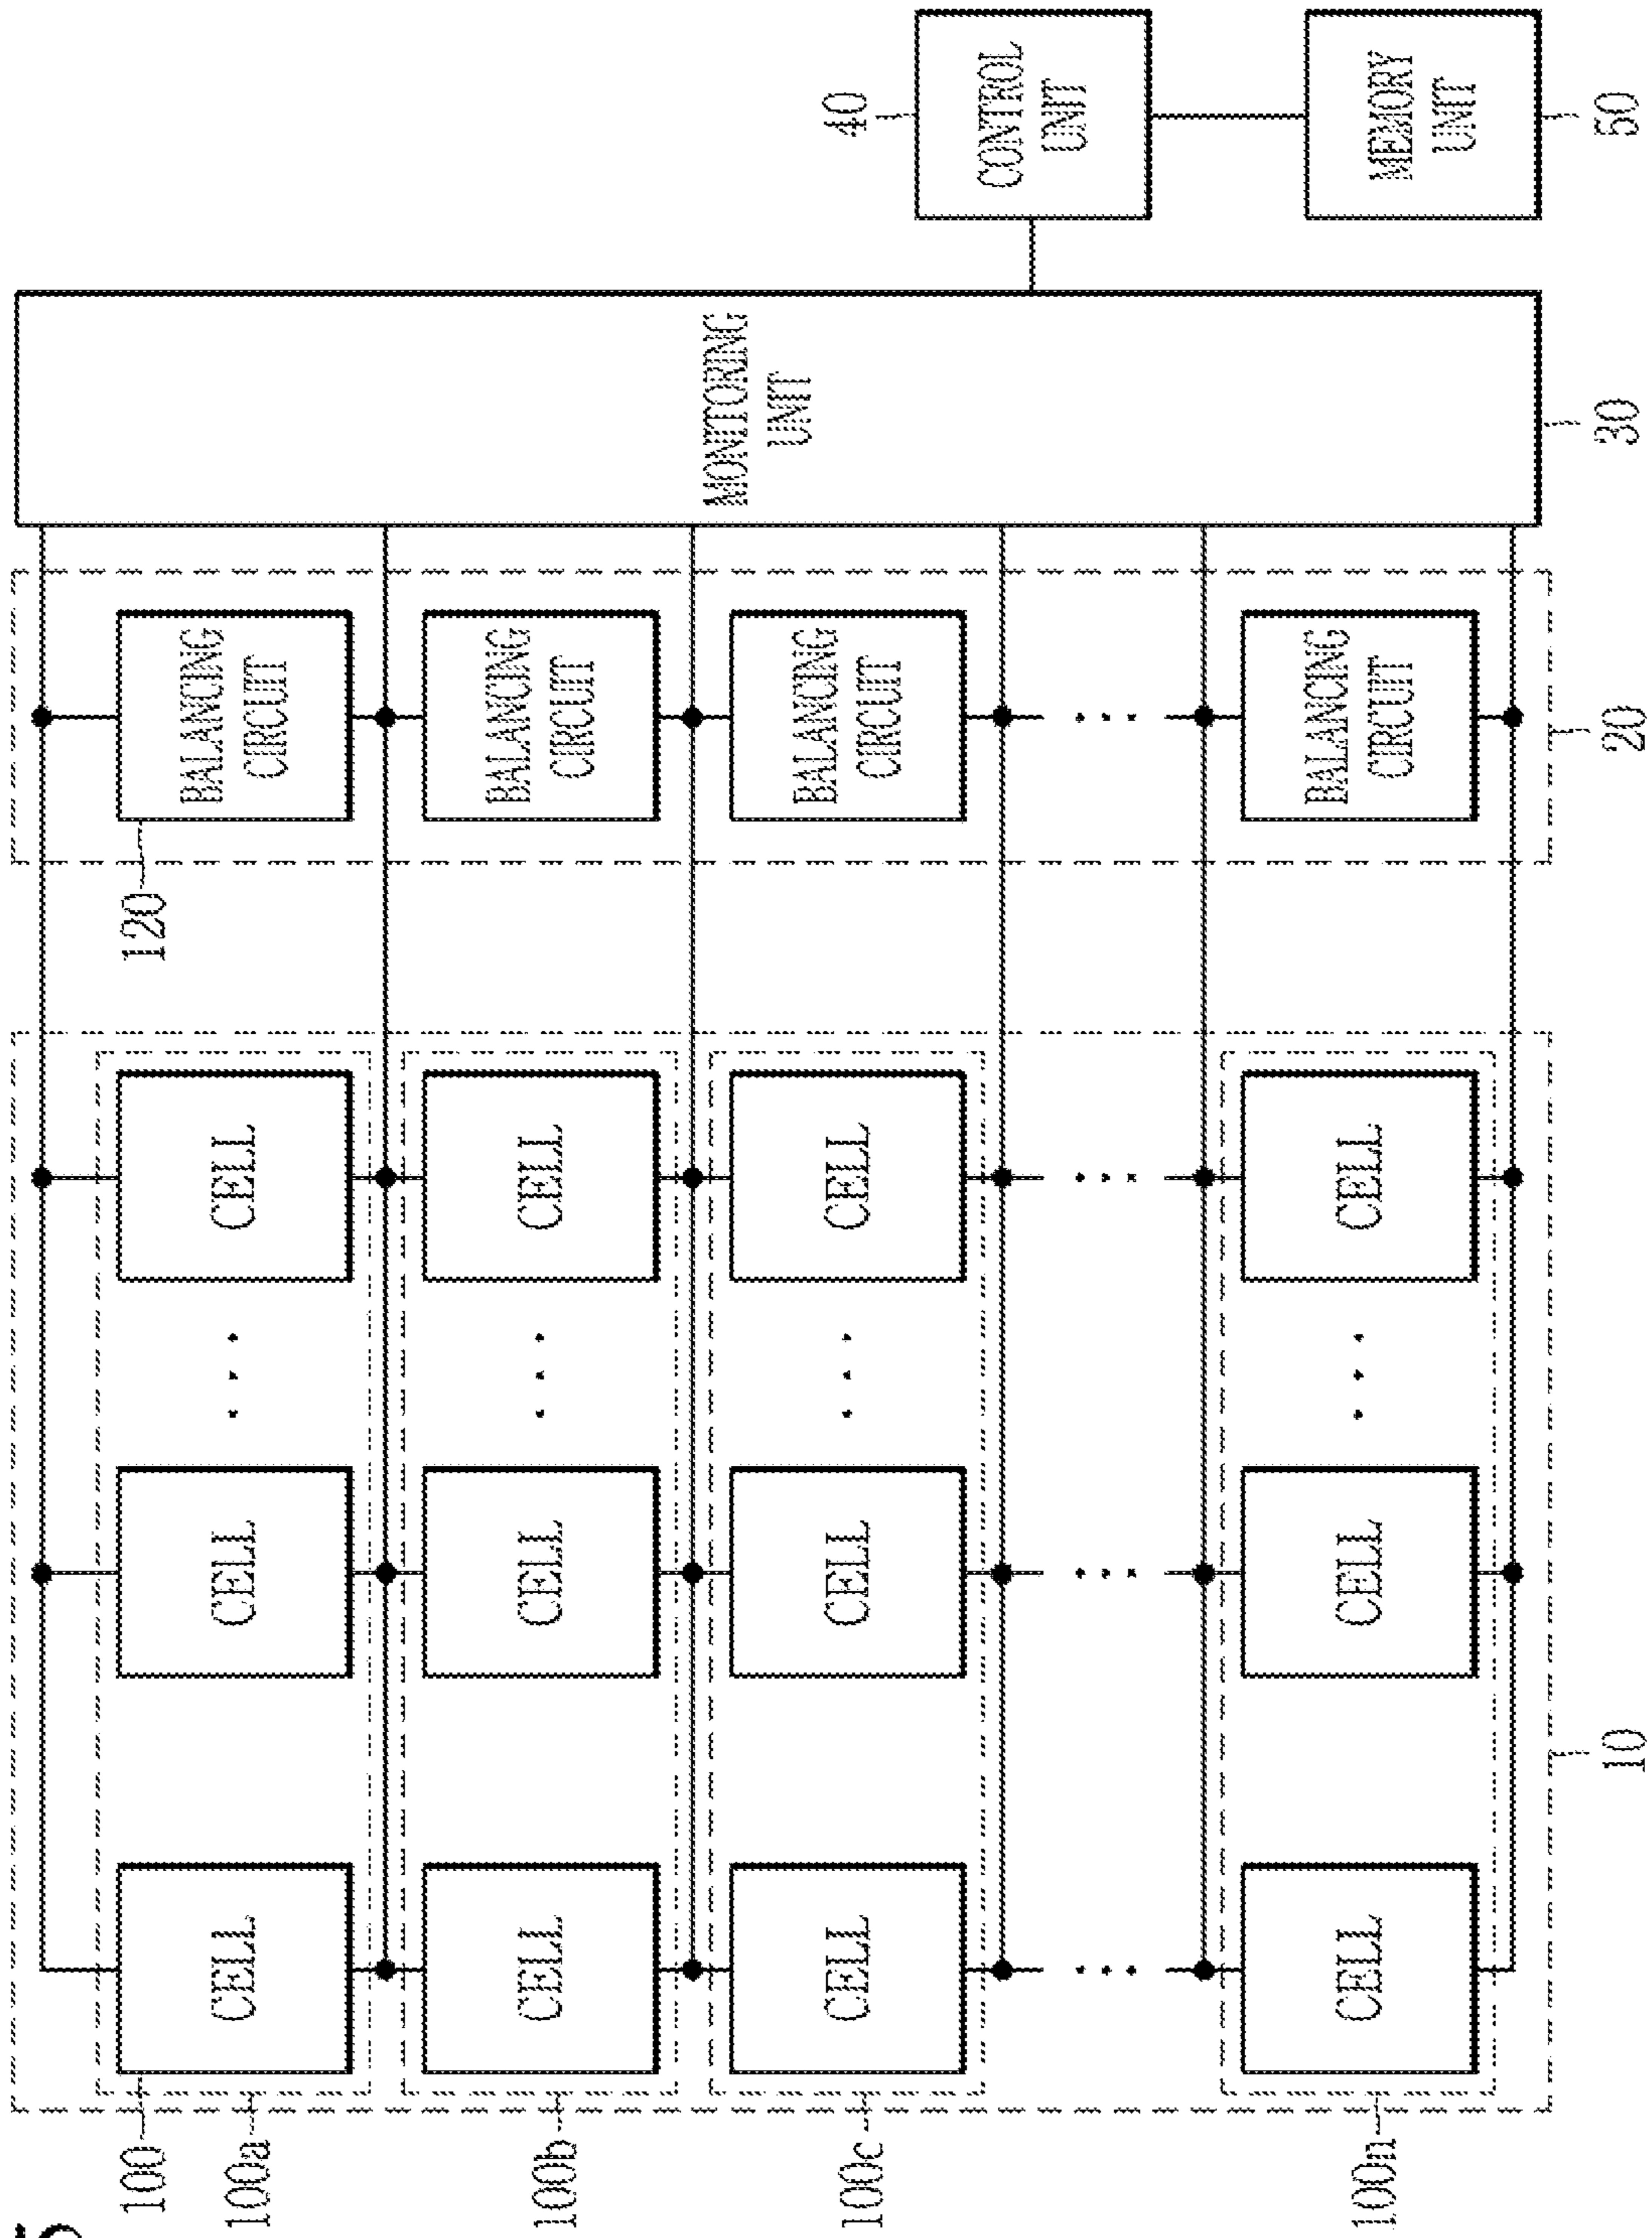 5
100
120
100a
CELL
CELL
CELL
BALANCING
CIRCUIT
100b
CELL
CELL
CELL
BALANCING
CIRCUIT
MONITORING
UNIT
100c
CELL
CELL
CELL
BALANCING
CIRCUIT
40
CONTROL
UNIT
100n
CELL
CELL
CELL
BALANCING
CIRCUIT
MEMORY
UNIT
10
20
30
50